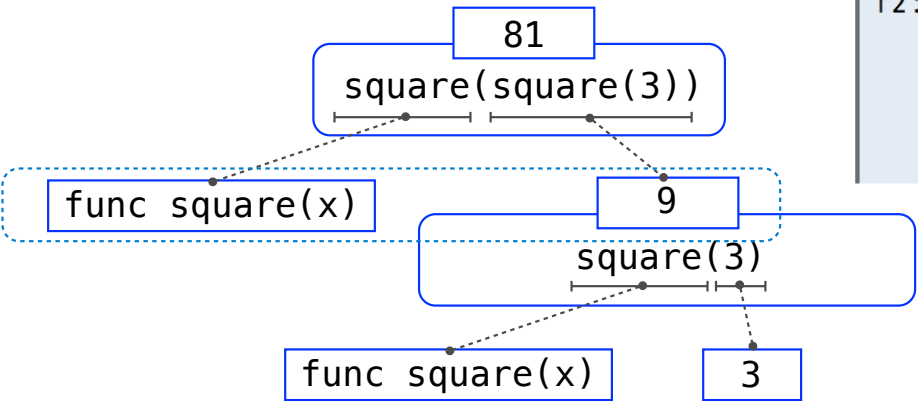 81
square(square(3))
func square(x)
9
square(3)
func square(x)
3